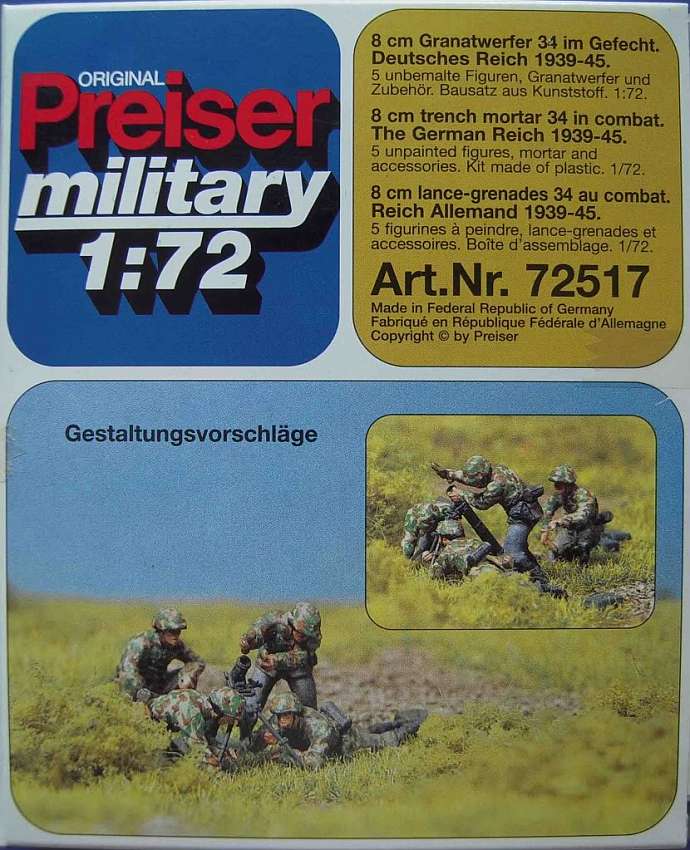 ORIGINAL
Preiser
military
1:72
8 cm Granatwerfer 34 im Gefecht.
Deutsches Reich 1939-45.
5 unbemalte Figuren, Granatwerfer und
Zubehör. Bausatz aus Kunststoff. 1:72.
8 cm trench mortar 34 in combat.
The German Reich 1939-45.
5 unpainted figures, mortar and
accessories. Kit made of plastic. 1/72.
8 cm lance-grenades 34 au combat.
Reich Allemand 1939-45.
5 figurines à peindre, lance-grenades et
accessoires. Boîte d'assemblage. 1/72.
Art.Nr. 72517
Made in Federal Republic of Germany
Fabriqué en République Fédérale d'Allemagne
Copyright © by Preiser
Gestaltungsvorschläge